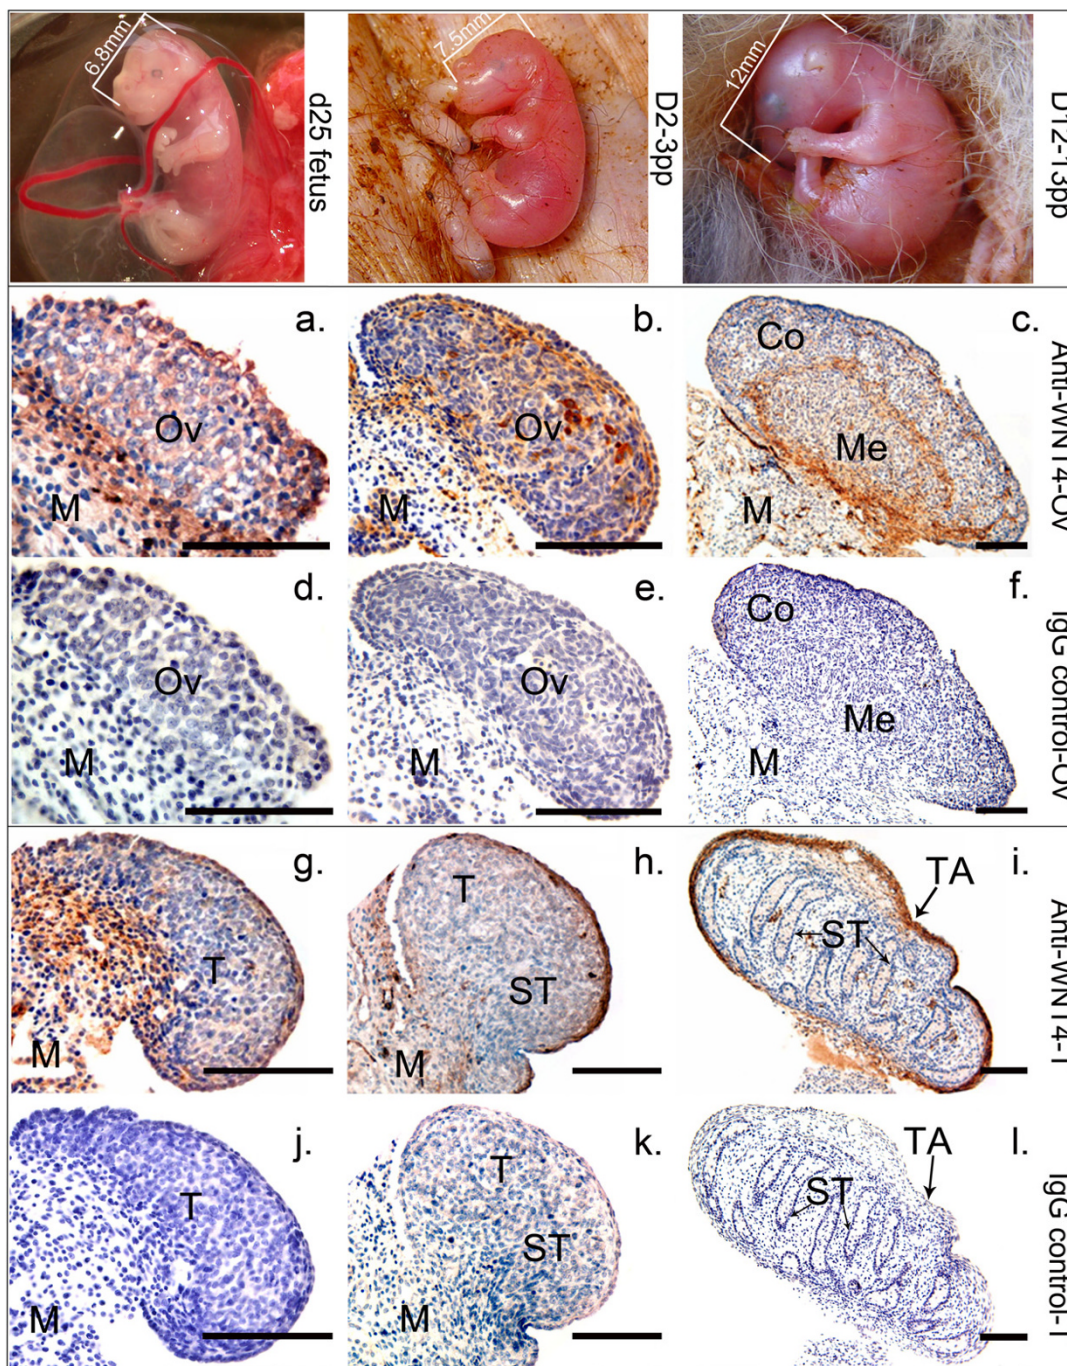 6.8mm
d25 fetus
7.5mm
D2-3pp
12mm
D12-13pp
a.
Ov
M
b.
Ov
M
c.
Co
Me
M
Anti-WNT4-Ov
d.
Ov
M
e.
Ov
M
f.
Co
Me
M
IgG control-Ov
g.
T
M
h.
T
ST
M
i.
TA
ST
Anti-WNT4-T
j.
T
M
k.
T
ST
M
l.
TA
ST
IgG control-T